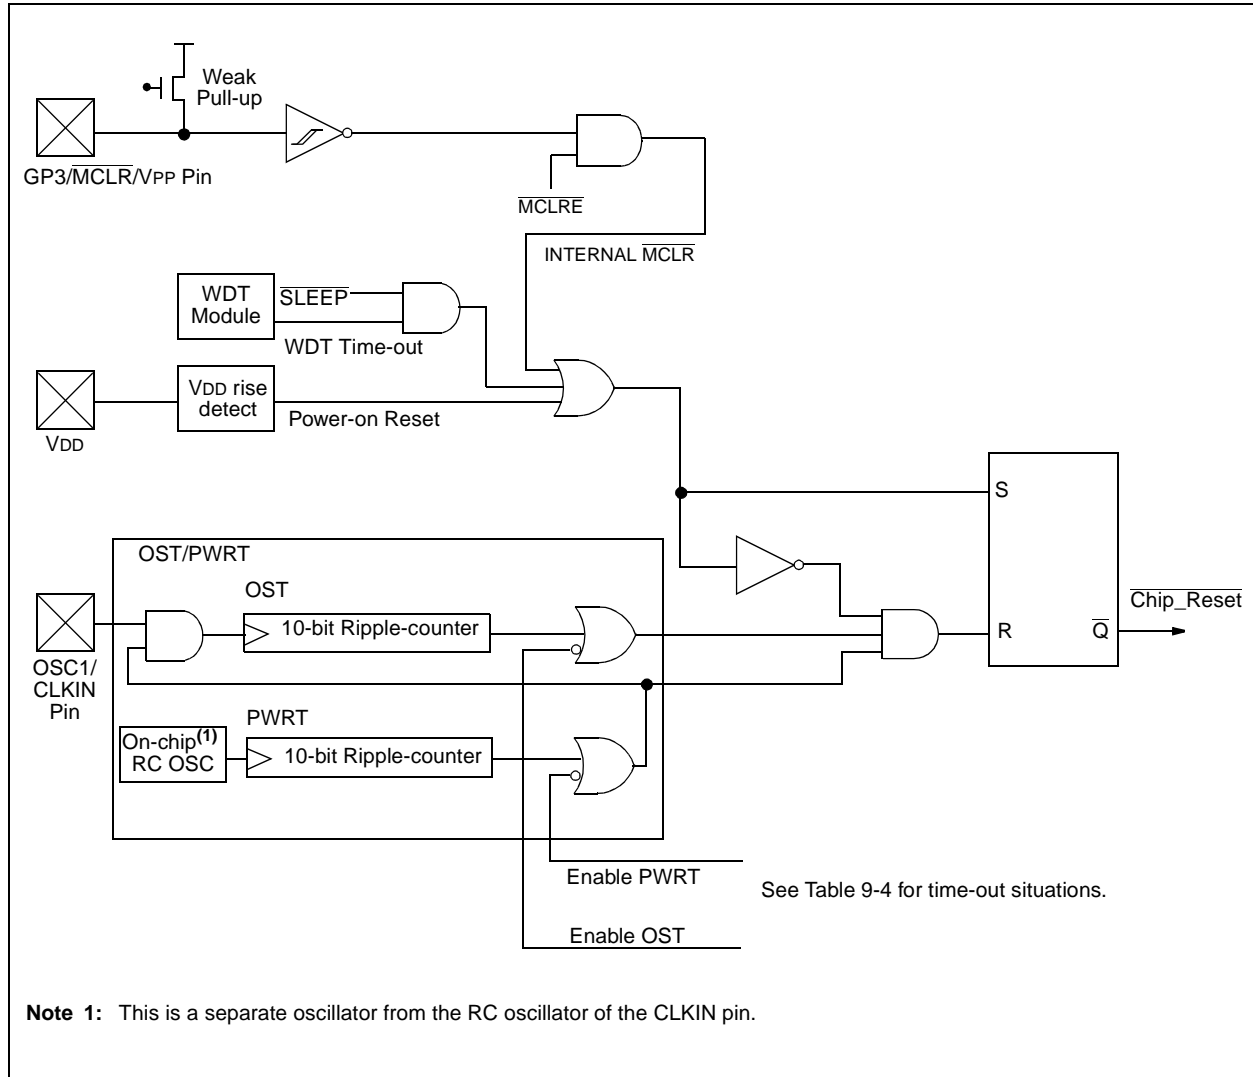 Weak
Pull-up
GP3/MCLR/VPP Pin
MCLRE
INTERNAL MCLR
WDT
Module
SLEEP
WDT Time-out
VDD rise
detect
Power-on Reset
VDD
S
OST/PWRT
OST
10-bit Ripple-counter
Chip_Reset
R
Q
OSC1/
CLKIN
Pin
PWRT
On-chip(1)
RC OSC
10-bit Ripple-counter
Enable PWRT
See Table 9-4 for time-out situations.
Enable OST
Note 1: This is a separate oscillator from the RC oscillator of the CLKIN pin.